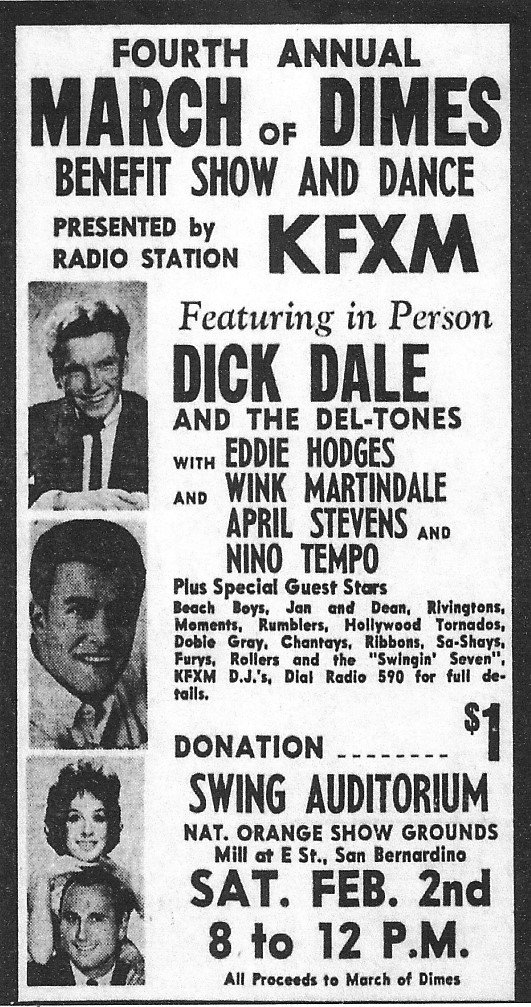 FOURTH ANNUAL
MARCH OF DIMES
BENEFIT SHOW AND DANCE
PRESENTED by
RADIO STATION KFXM
Featuring in Person
DICK DALE
AND THE DEL-TONES
WITH EDDIE HODGES
AND WINK MARTINDALE
APRIL STEVENS AND
NINO TEMPO
Plus Special Guest Stars
Beach Boys, Jan and Dean, Rivingtons,
Moments, Rumblers, Hollywood Tornados,
Dobie Gray, Chantays, Ribbons, Sa-Shays,
Furys, Rollers and the "Swingin' Seven",
KFXM D.J.'s, Dial Radio 590 for full de-
tails.
DONATION -------- $1
SWING AUDITORIUM
NAT. ORANGE SHOW GROUNDS
Mill at E St., San Bernardino
SAT. FEB. 2nd
8 to 12 P.M.
All Proceeds to March of Dimes